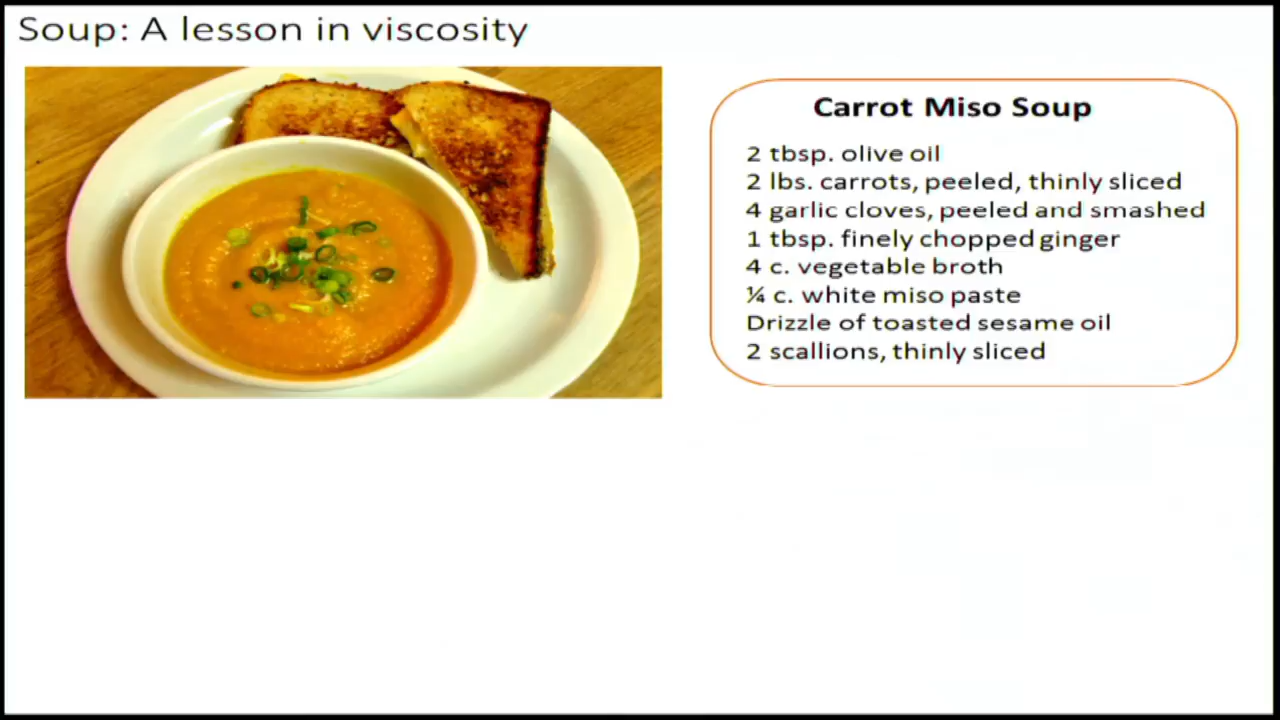 Soup: A lesson in viscosity
Carrot Miso Soup
2 tbsp. olive oil
2 lbs. carrots, peeled, thinly sliced
4 garlic cloves, peeled and smashed
1 tbsp. finely chopped ginger
4 c. vegetable broth
¼ c. white miso paste
Drizzle of toasted sesame oil
2 scallions, thinly sliced